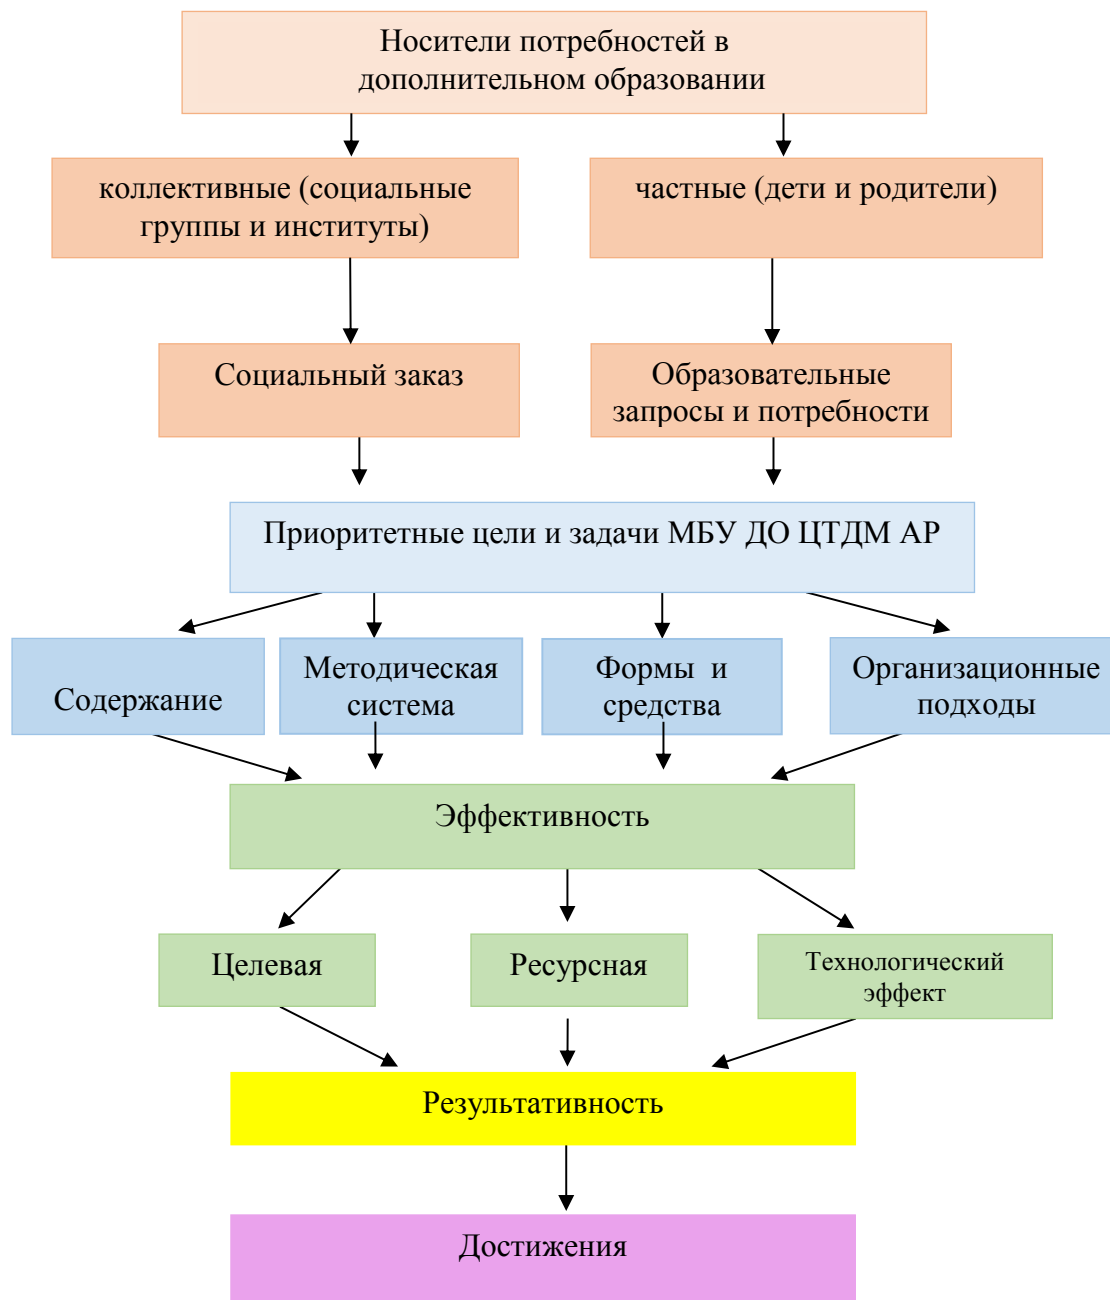 Носители потребностей в
дополнительном образовании
коллективные (социальные
группы и институты)
частные (дети и родители)
Социальный заказ
Образовательные
запросы и потребности
Приоритетные цели и задачи МБУ ДО ЦТДМ АР
Содержание
Методическая
система
Формы и
средства
Организационные
подходы
Эффективность
Целевая
Ресурсная
Технологический
эффект
Результативность
Достижения